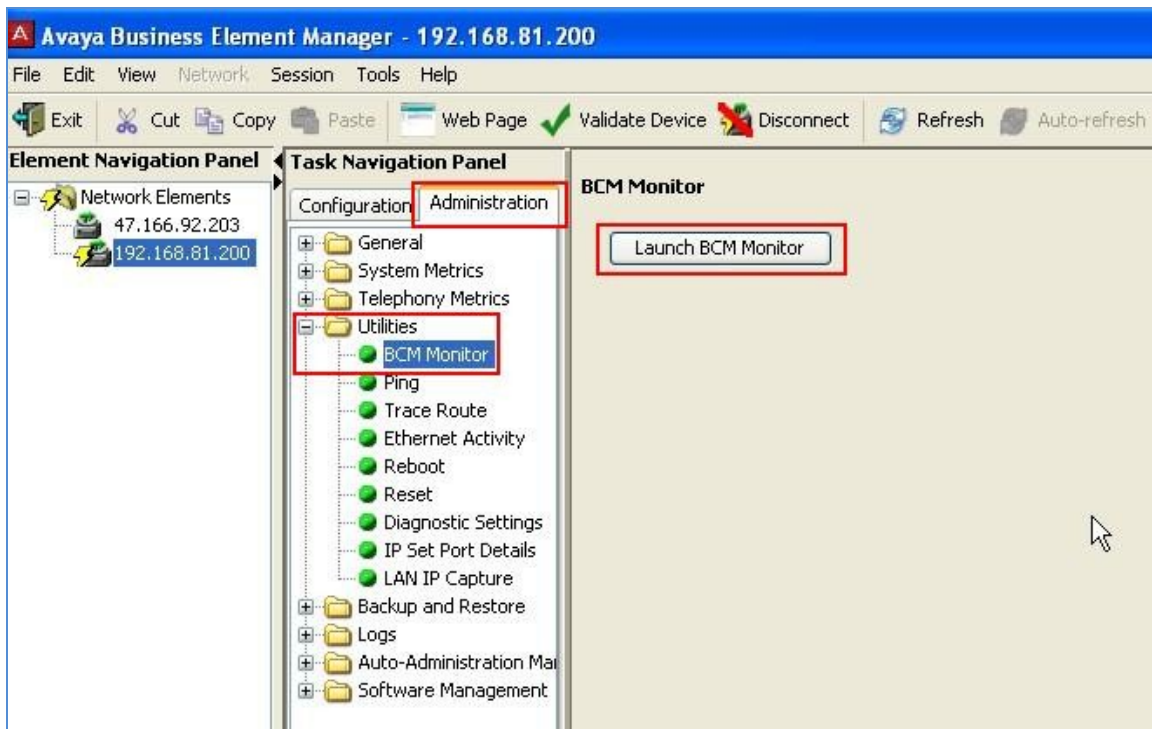 Avaya Business Element Manager - 192.168.81.200
File Edit View Network Session Tools Help
Exit Cut Copy Paste Web Page Validate Device Disconnect Refresh Auto-refresh
Element Navigation Panel
Network Elements
47.166.92.203
192.168.81.200
Task Navigation Panel
Configuration Administration
General
System Metrics
Telephony Metrics
Utilities
BCM Monitor
Ping
Trace Route
Ethernet Activity
Reboot
Reset
Diagnostic Settings
IP Set Port Details
LAN IP Capture
Backup and Restore
Logs
Auto-Administration Ma
Software Management
BCM Monitor
Launch BCM Monitor